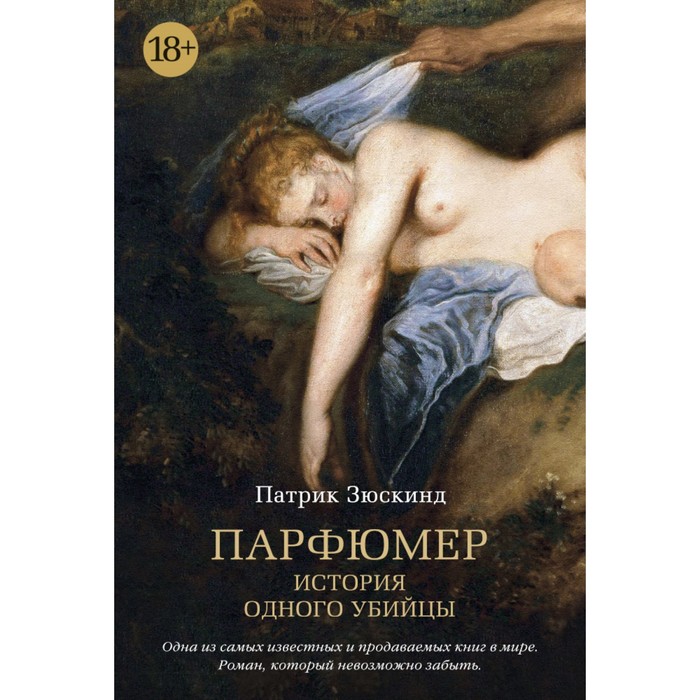 18+
Патрик Зюскинд
ПАРФЮМЕР
ИСТОРИЯ
ОДНОГО УБИЙЦЫ
Одна из самых известных и продаваемых книг в мире.
Роман, который невозможно забыть.